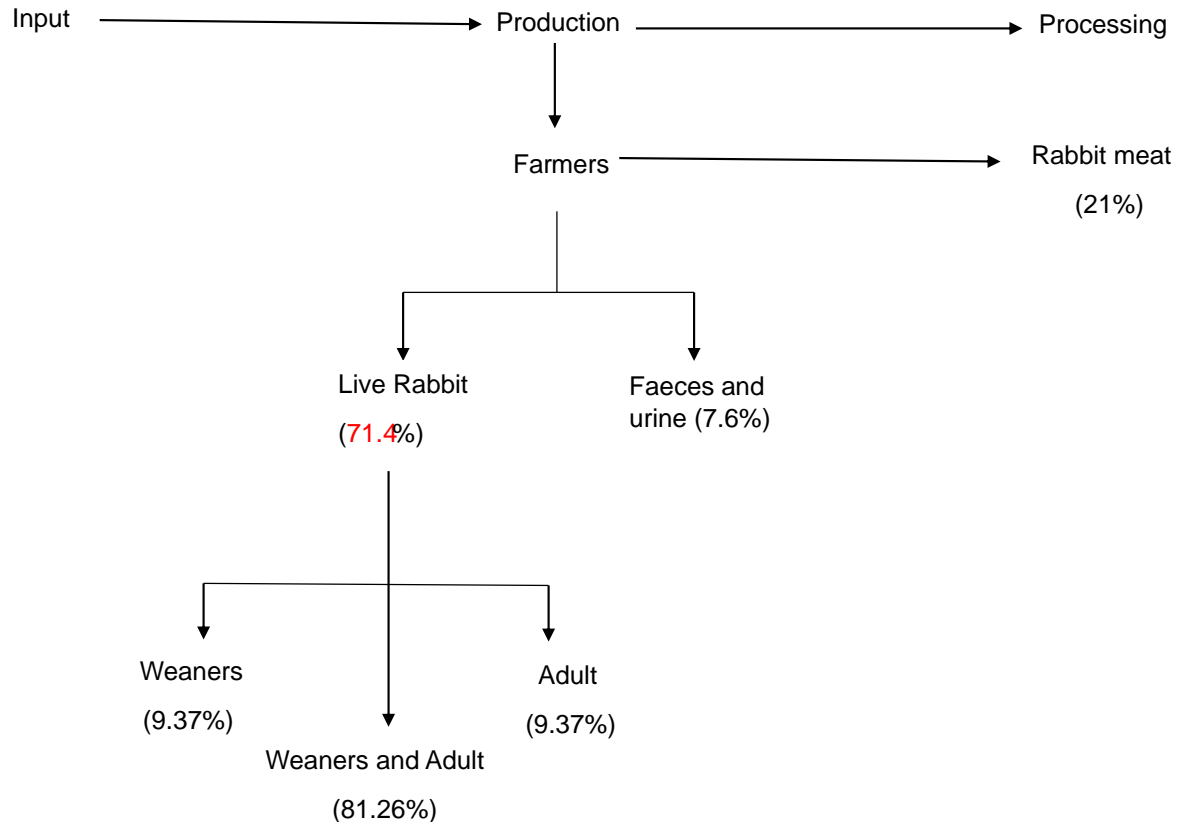 Input
Production
Processing
Farmers
Rabbit meat
(21%)
Live Rabbit
(71.4%)
Faeces and
urine (7.6%)
Weaners
(9.37%)
Adult
(9.37%)
Weaners and Adult
(81.26%)